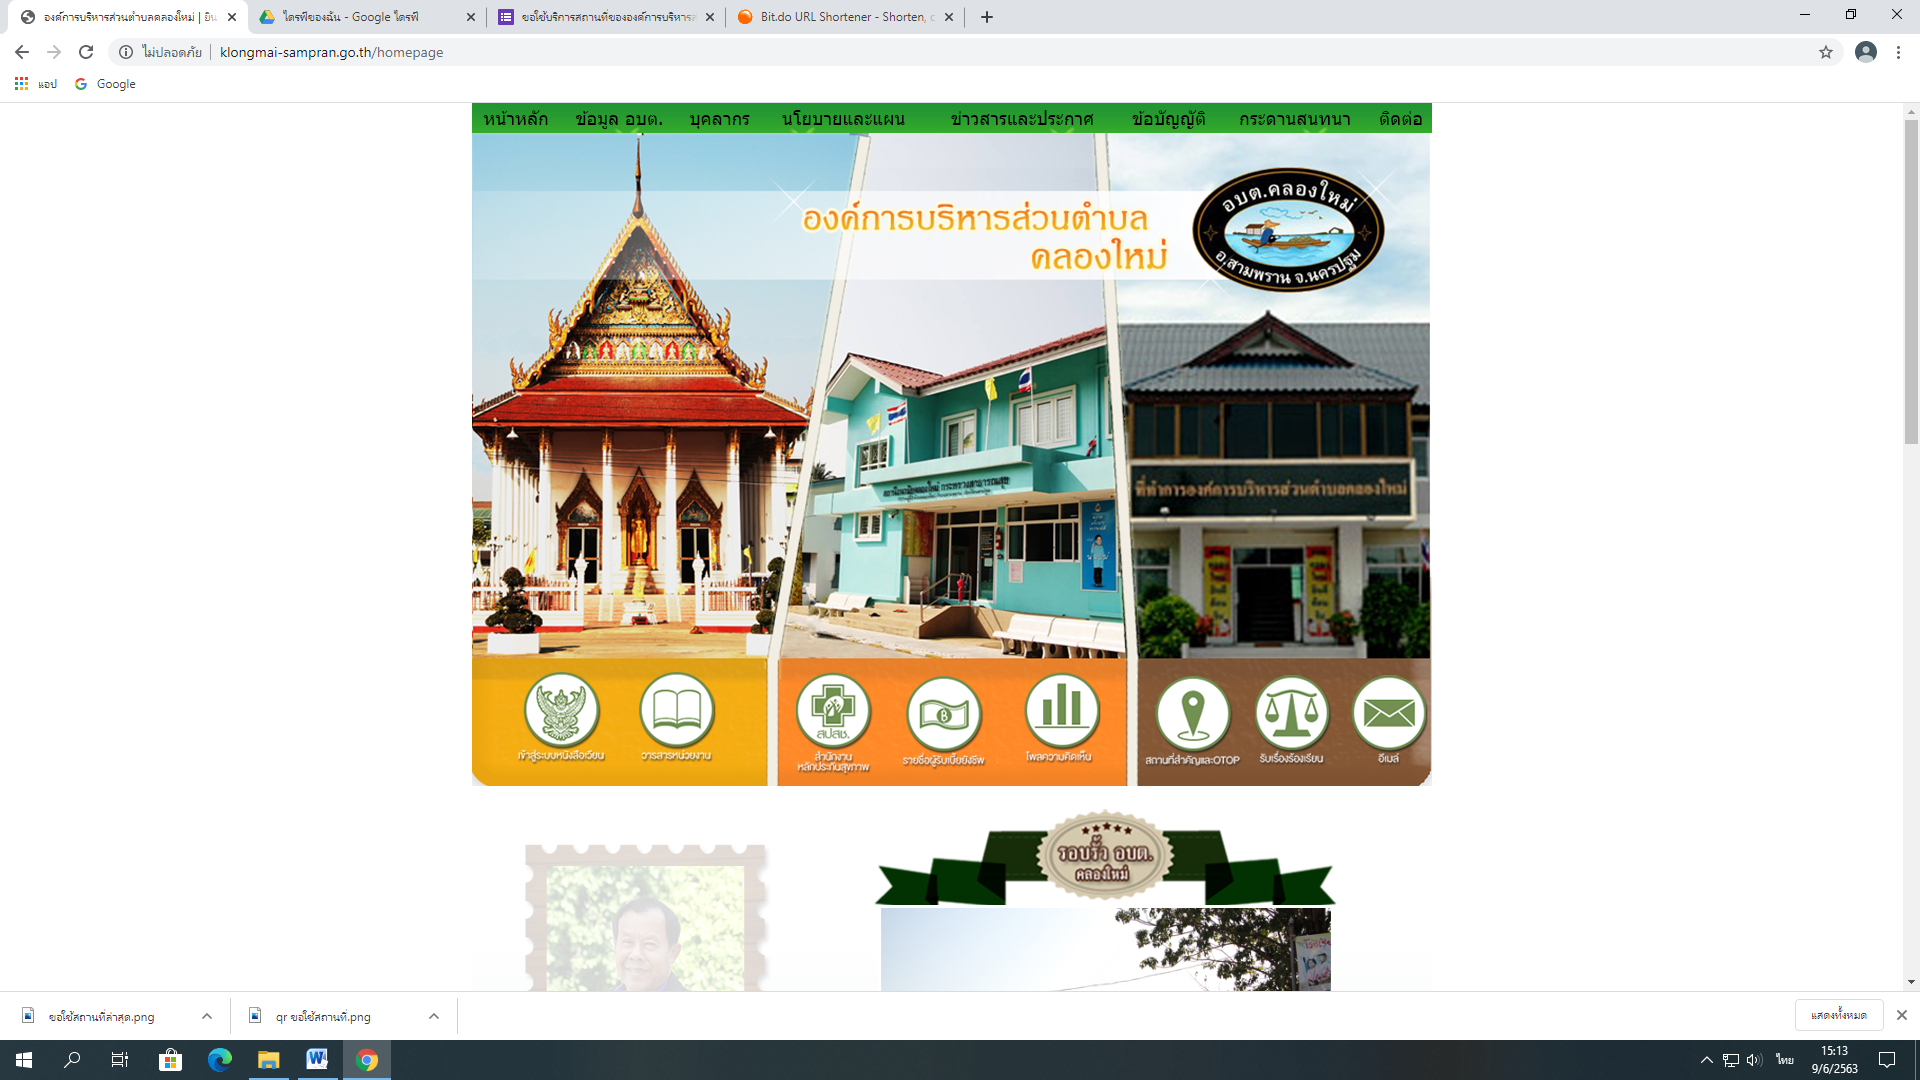 องค์การบริหารส่วนตำบลคลองใหม่ | ยิน
ไดรฟ์ของฉัน - Google ไดรฟ์
ขอใช้บริการสถานที่ขององค์การบริหารส
Bit.do URL Shortener - Shorten, c
ไม่ปลอดภัย | klongmai-sampran.go.th/homepage
แอป
Google
หน้าหลัก ข้อมูล อบต. บุคลากร นโยบายและแผน ข่าวสารและประกาศ ข้อบัญญัติ กระดานสนทนา ติดต่อ
องค์การบริหารส่วนตำบล
คลองใหม่
อบต.คลองใหม่
อ.สามพราน จ.นครปฐม
ที่ทำการองค์การบริหารส่วนตำบลคลองใหม่
สปสช.
เข้าสู่ระบบหนังสือเวียน
วารสารหน่วยงาน
สำนักงาน
หลักประกันสุขภาพ
รายชื่อผู้รับเบี้ยยังชีพ
โพลความคิดเห็น
สถานที่สำคัญและOTOP
รับเรื่องร้องเรียน
อีเมล์
รอบรั้ว อบต.
คลองใหม่
ขอใช้สถานที่ล่าสุด.png
qr ขอใช้สถานที่.png
แสดงทั้งหมด
ไทย
15:13
9/6/2563